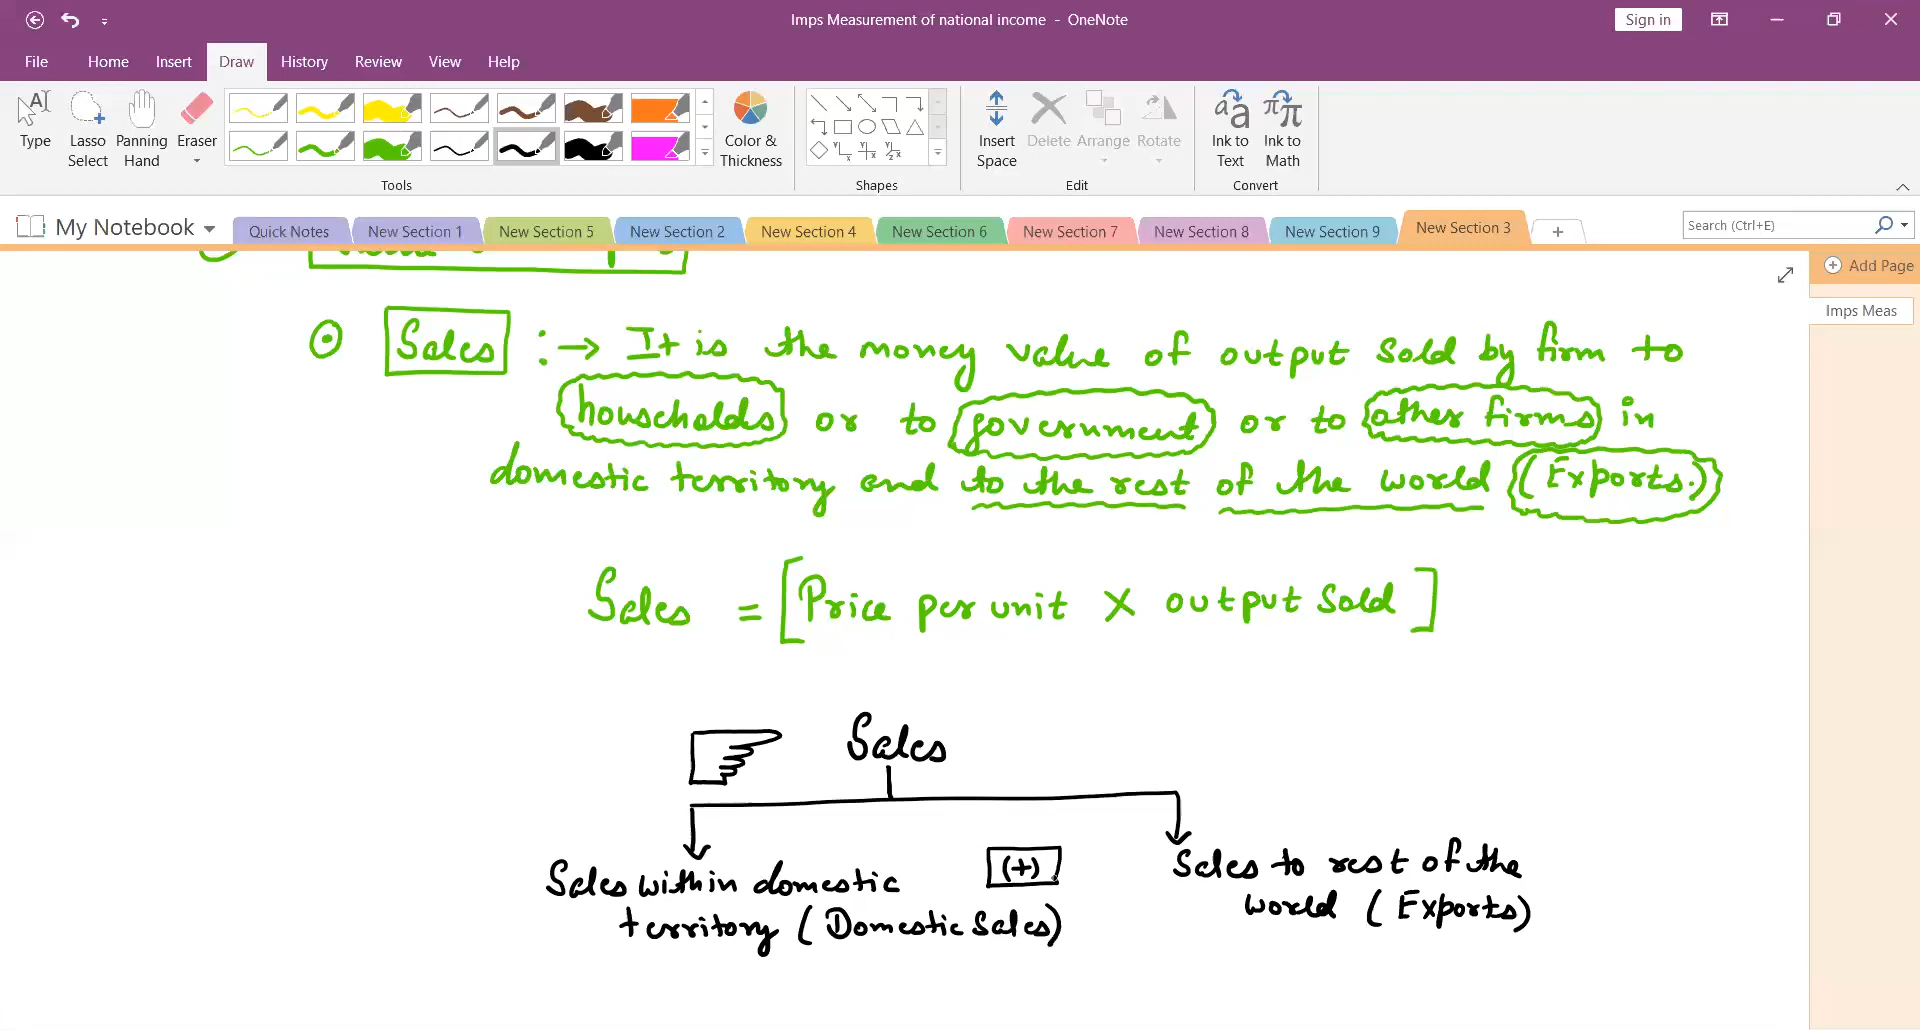 Imps Measurement of national income - OneNote
Sign in
File Home Insert Draw History Review View Help
Type Lasso Select Panning Hand Eraser Color & Thickness Insert Space Delete Arrange Rotate Ink to Text Ink to Math
Tools Shapes Edit Convert
My Notebook Quick Notes New Section 1 New Section 5 New Section 2 New Section 4 New Section 6 New Section 7 New Section 8 New Section 9 New Section 3 + Search (Ctrl+E)
Add Page
Imps Meas
Sales :→ It is the money value of output sold by firm to
households or to government or to other firms in
domestic territory and to the rest of the world (Exports.)
Sales = [Price per unit X output sold]
Sales
Sales within domestic (+) Sales to rest of the
territory (Domestic Sales) world (Exports)